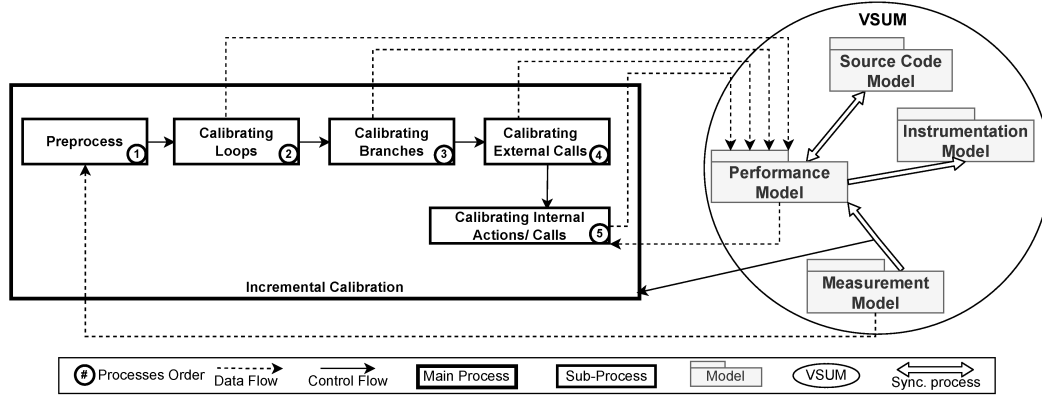 VSUM
Source Code
Model
Instrumentation
Model
Performance
Model
Measurement
Model
Preprocess
1
Calibrating
Loops
2
Calibrating
Branches
3
Calibrating
External Calls
4
Calibrating Internal
Actions/ Calls
5
Incremental Calibration
# Processes Order
Data Flow
Control Flow
Main Process
Sub-Process
Model
VSUM
Sync. process